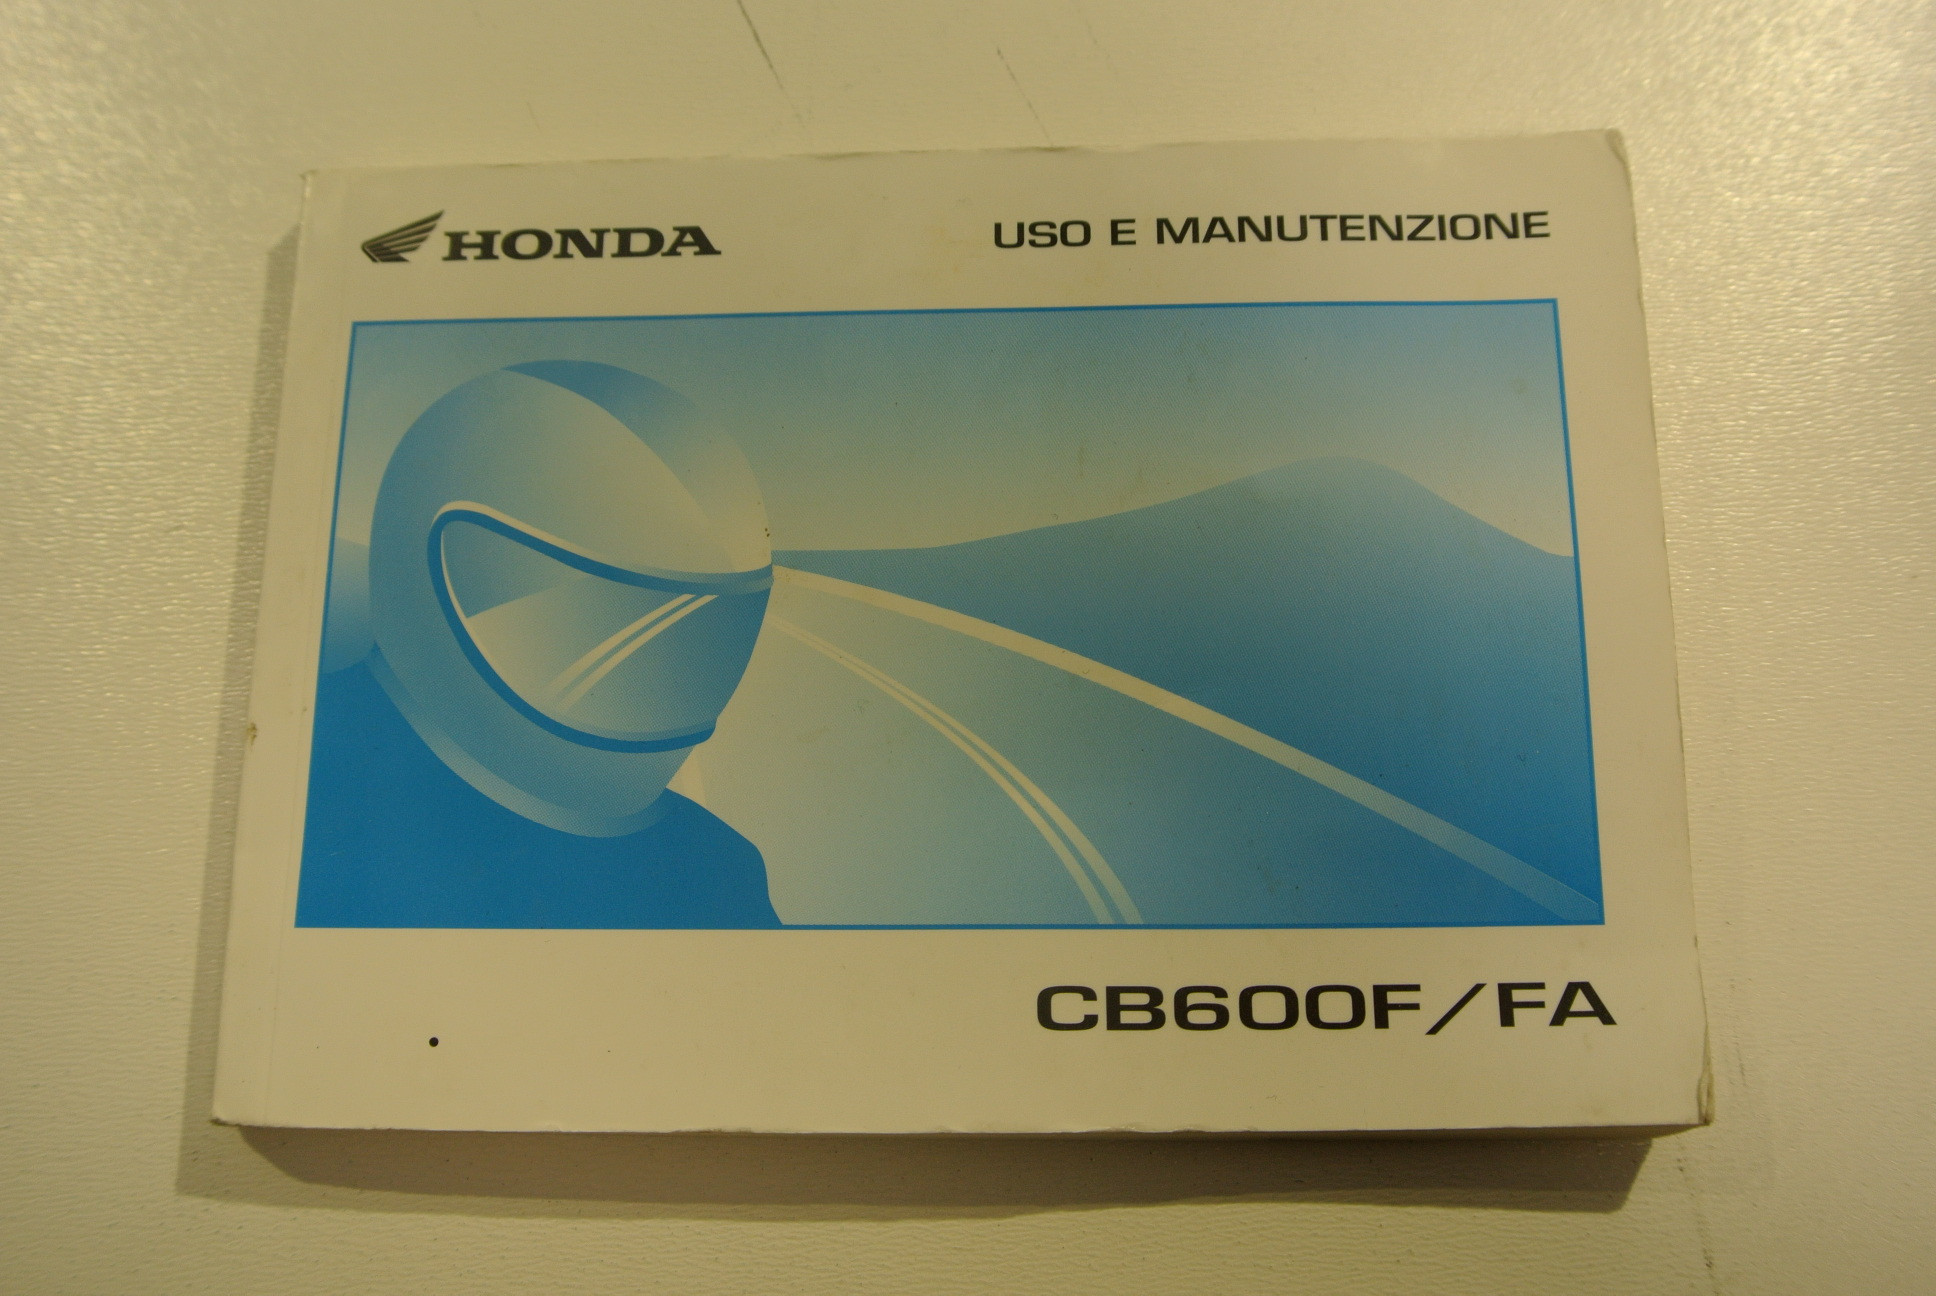 HONDA
USO E MANUTENZIONE
CB600F/FA